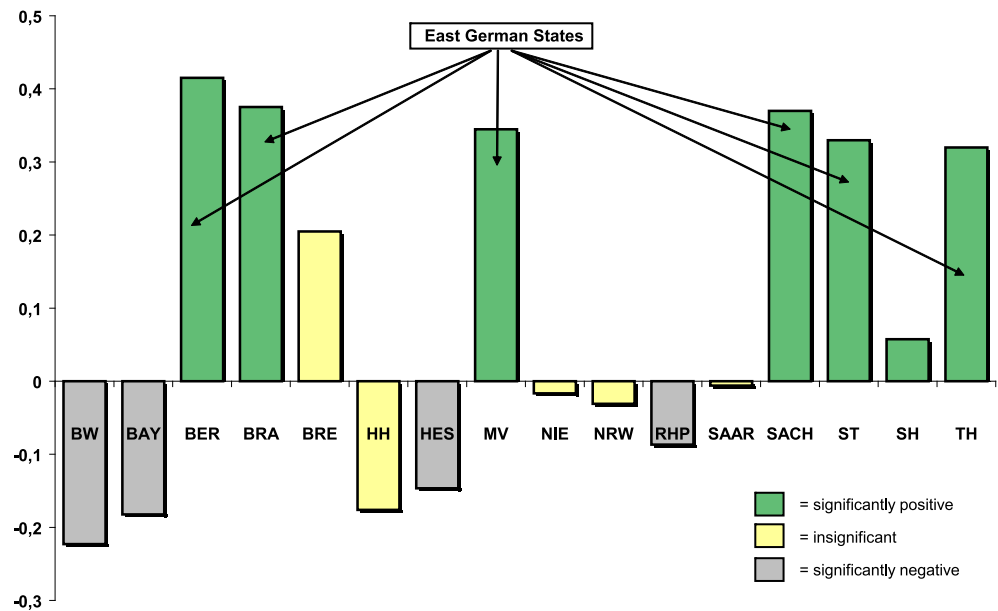 0,5
East German States
0,4
0,3
0,2
0,1
0
BW BAY BER BRA BRE HH HES MV NIE NRW RHP SAAR SACH ST SH TH
-0,1
= significantly positive
-0,2
= insignificant
= significantly negative
-0,3